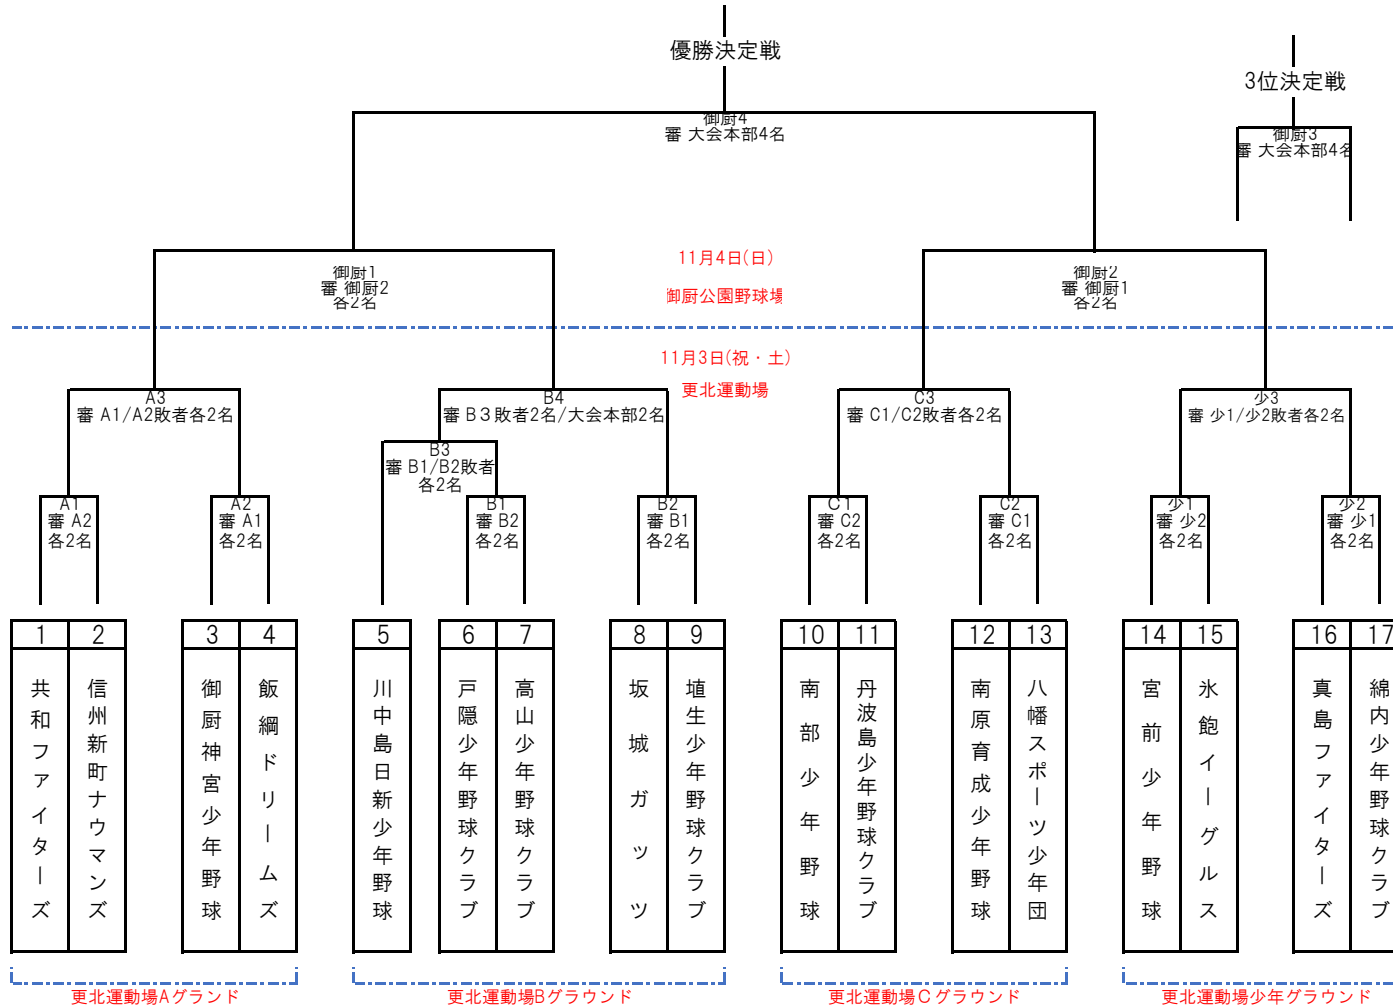 優勝決定戦
3位決定戦
御厨4
審 大会本部4名
御厨3
審 大会本部4名
11月4日(日)
御厨公園野球場
御厨1
審 御厨2
各2名
御厨2
審 御厨1
各2名
11月3日(祝・土)
更北運動場
A3
審 A1/A2敗者各2名
B4
審 B3敗者2名/大会本部2名
C3
審 C1/C2敗者各2名
少3
審 少1/少2敗者各2名
B3
審 B1/B2敗者
各2名
A1
審 A2
各2名
A2
審 A1
各2名
B1
審 B2
各2名
B2
審 B1
各2名
C1
審 C2
各2名
C2
審 C1
各2名
少1
審 少2
各2名
少2
審 少1
各2名
1
共和ファイターズ
2
信州新町ナウマンズ
3
御厨神宮少年野球
4
飯綱ドリームズ
5
川中島日新少年野球
6
戸隠少年野球クラブ
7
高山少年野球クラブ
8
坂城ガッツ
9
埴生少年野球クラブ
10
南部少年野球
11
丹波島少年野球クラブ
12
南原育成少年野球
13
八幡スポーツ少年団
14
宮前少年野球
15
氷飽イーグルス
16
真島ファイターズ
17
綿内少年野球クラブ
更北運動場Aグランド
更北運動場Bグラウンド
更北運動場Ｃグラウンド
更北運動場少年グラウンド